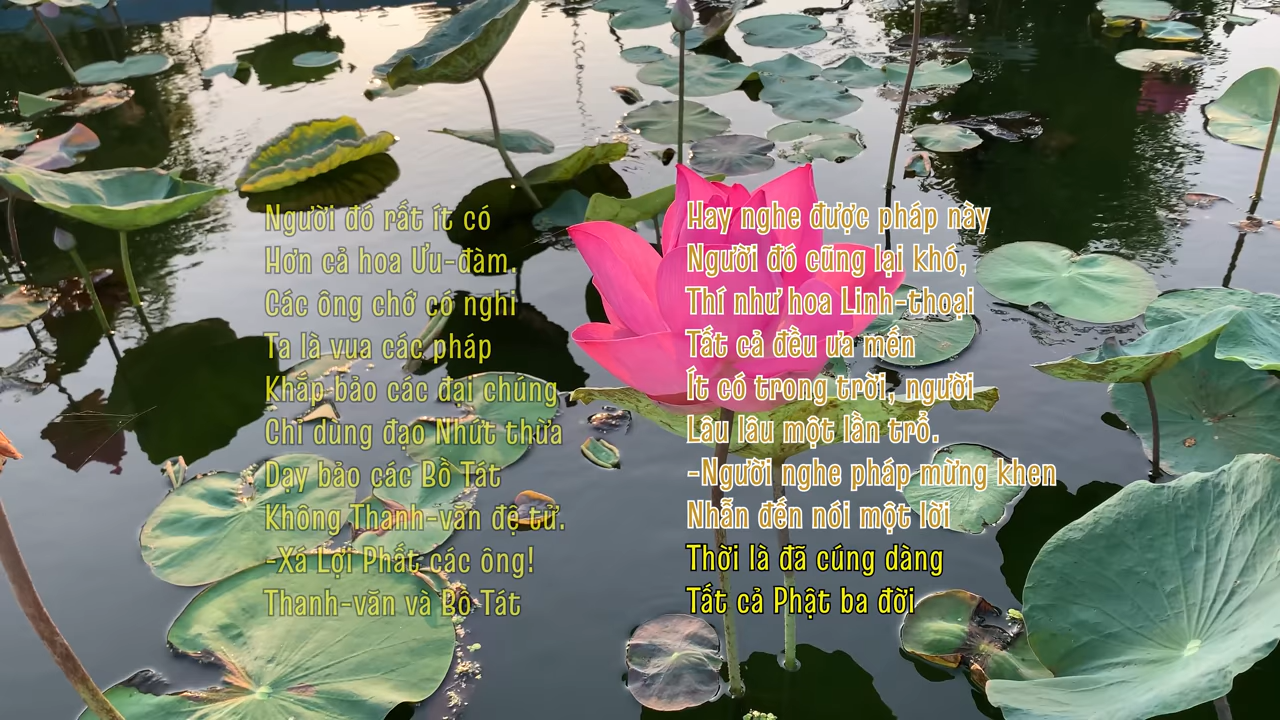 Hay nghe được pháp này
Người đó cũng lại khó,
Thí như hoa Linh-thoại
Tất cả đều ưa mến
Ít có trong trời, người
Lâu lâu một lần trổ.
-Người nghe pháp mừng khen
Nhẫn đến nói một lời
Thời là đã cúng dàng
Tất cả Phật ba đời
Người đó rất ít có
Hơn cả hoa Ưu-đàm.
Các ông chớ có nghi
Ta là vua các pháp
Khắp bảo các đại chúng
Chỉ dùng đạo Nhứt thừa
Dạy bảo các Bồ Tát
Không Thanh-văn đệ tử.
-Xá Lợi Phất các ông!
Thanh-văn và Bồ Tát